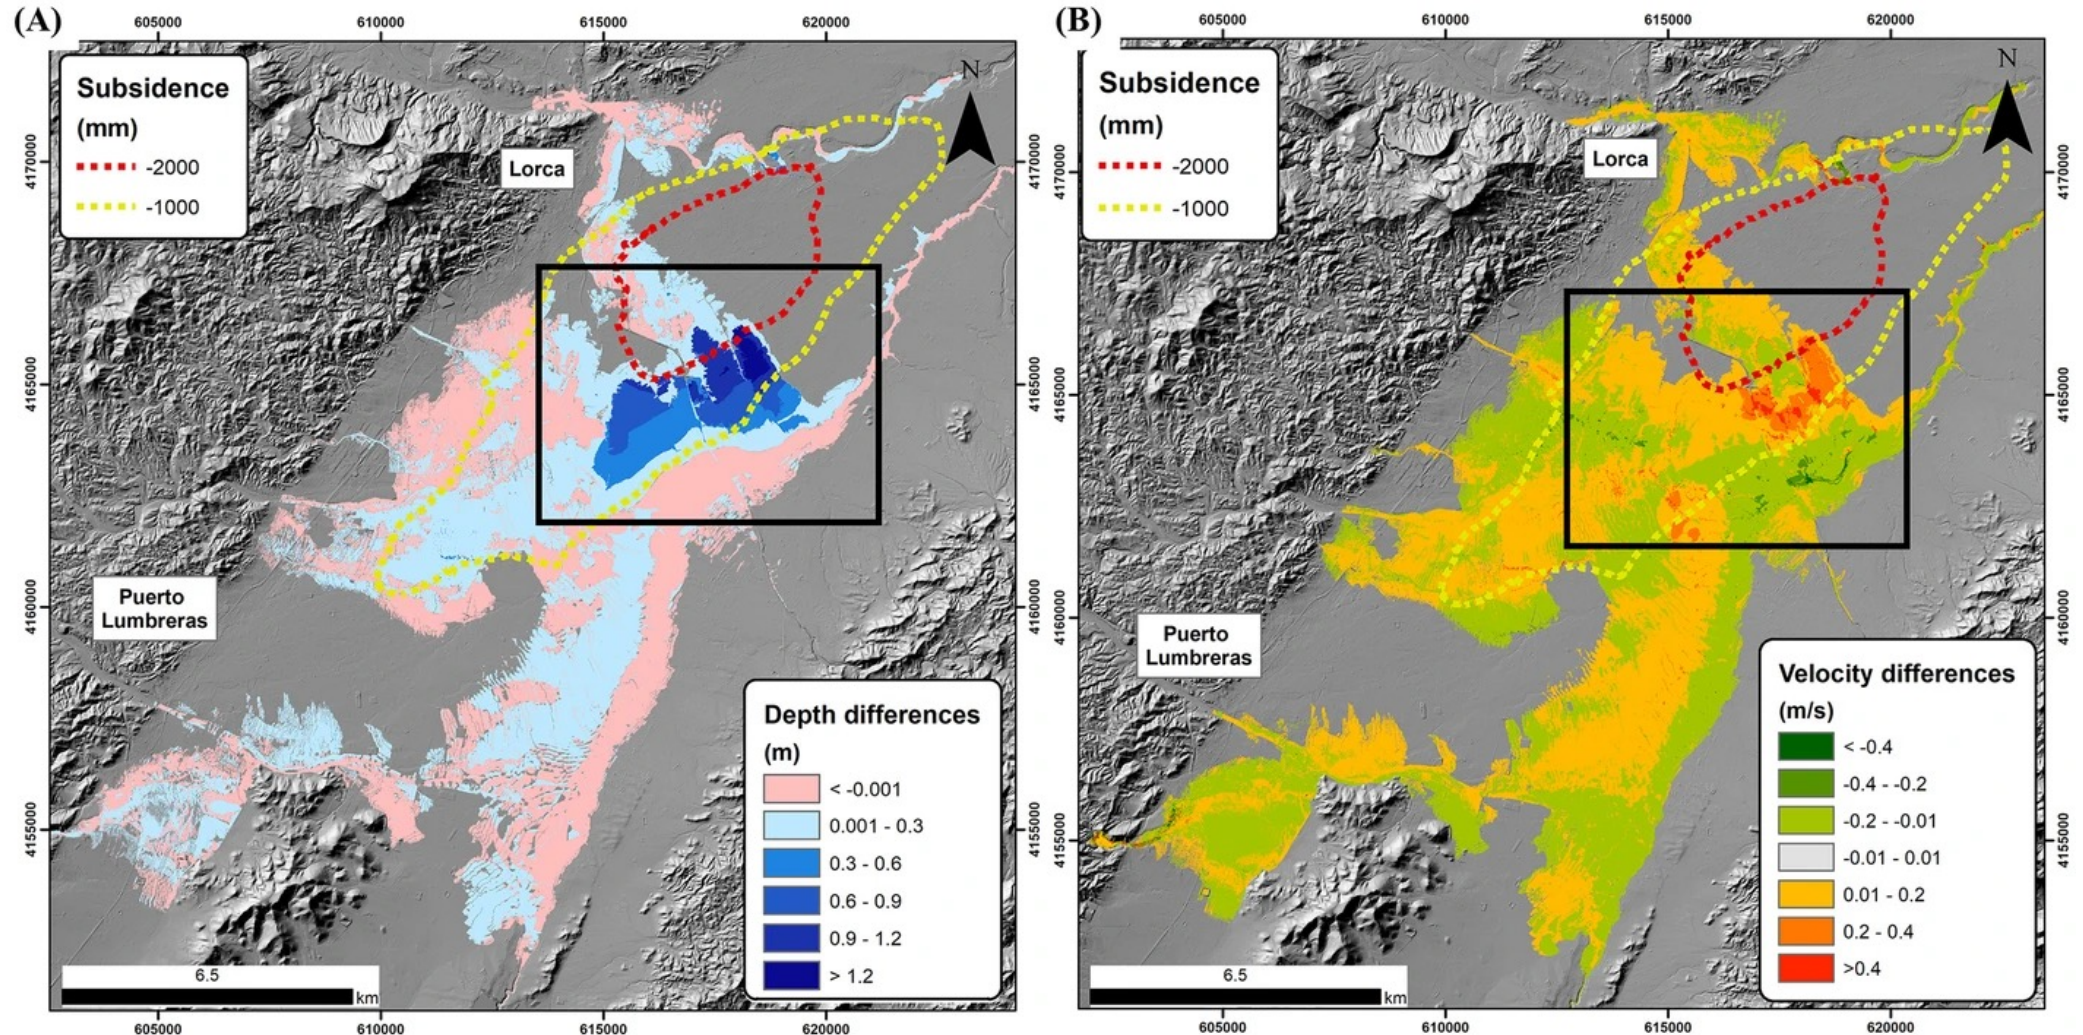 (A)
605000
610000
615000
620000
Subsidence
(mm)
-2000
-1000
N
Lorca
Puerto
Lumbreras
4170000
4165000
4160000
4155000
4170000
4165000
4160000
4155000
Depth differences
(m)
< -0.001
0.001 - 0.3
0.3 - 0.6
0.6 - 0.9
0.9 - 1.2
> 1.2
6.5
km
605000
610000
615000
620000
(B)
605000
610000
615000
620000
Subsidence
(mm)
-2000
-1000
N
Lorca
Puerto
Lumbreras
4170000
4165000
4160000
4155000
Velocity differences
(m/s)
< -0.4
-0.4 - -0.2
-0.2 - -0.01
-0.01 - 0.01
0.01 - 0.2
0.2 - 0.4
>0.4
6.5
km
605000
610000
615000
620000